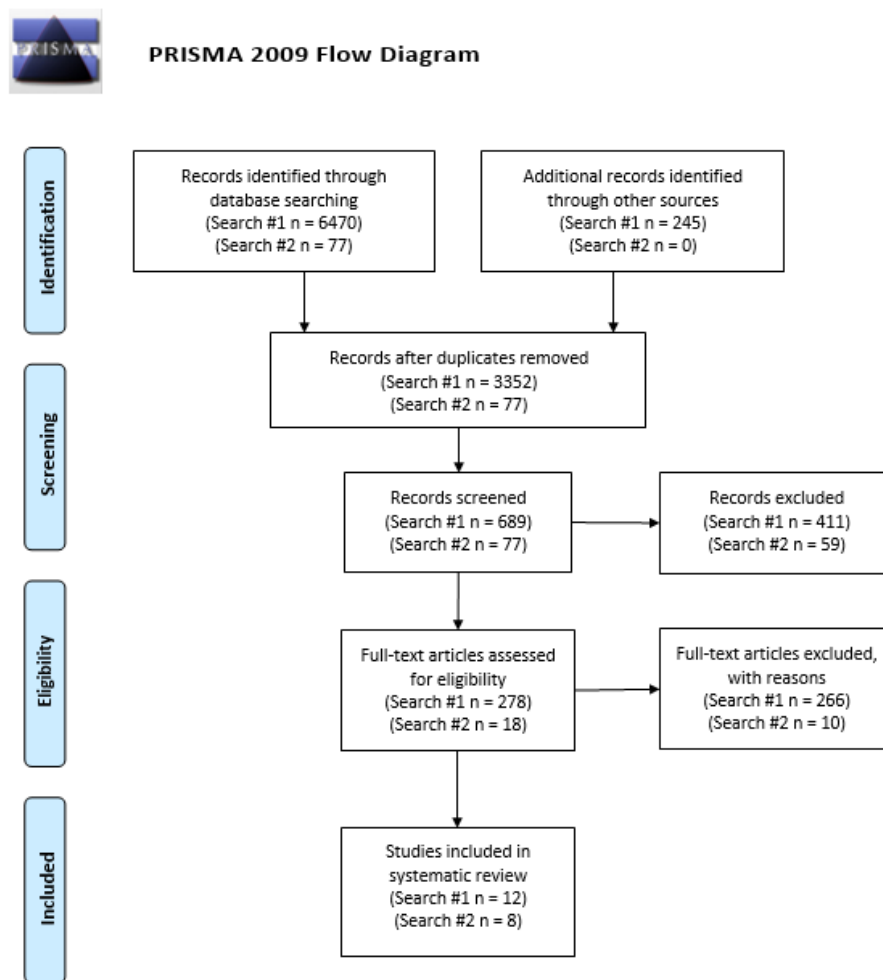 PRISMA
PRISMA 2009 Flow Diagram
Identification
Records identified through
database searching
(Search #1 n = 6470)
(Search #2 n = 77)
Additional records identified
through other sources
(Search #1 n = 245)
(Search #2 n = 0)
Screening
Records after duplicates removed
(Search #1 n = 3352)
(Search #2 n = 77)
Records screened
(Search #1 n = 689)
(Search #2 n = 77)
Records excluded
(Search #1 n = 411)
(Search #2 n = 59)
Eligibility
Full-text articles assessed
for eligibility
(Search #1 n = 278)
(Search #2 n = 18)
Full-text articles excluded,
with reasons
(Search #1 n = 266)
(Search #2 n = 10)
Included
Studies included in
systematic review
(Search #1 n = 12)
(Search #2 n = 8)